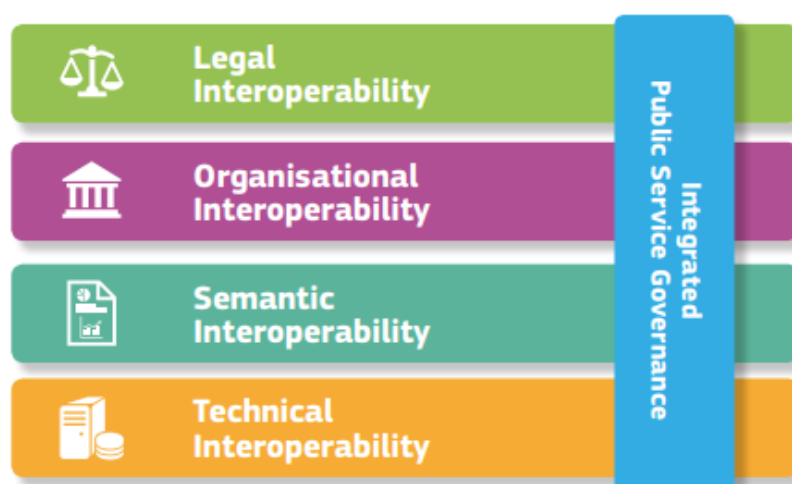 Legal
Interoperability
Organisational
Interoperability
Semantic
Interoperability
Technical
Interoperability
Integrated
Public Service Governance